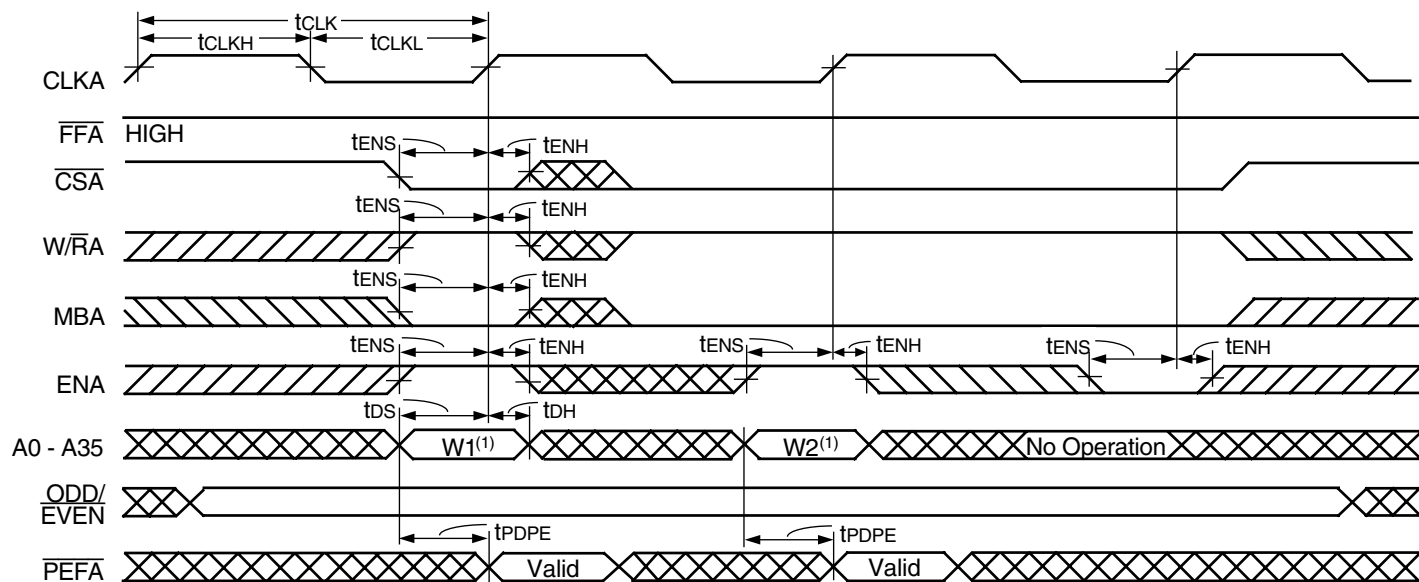 tCLK
tCLKH tCLKL
CLKA
FFA HIGH
tENS tENH
CSA
tENS tENH
W/RA
tENS tENH
MBA
tENS tENH tENS tENH tENS tENH
ENA
tDS tDH
A0 - A35 W1(1) W2(1) No Operation
ODD/
EVEN
tPDPE tPDPE
PEFA Valid Valid